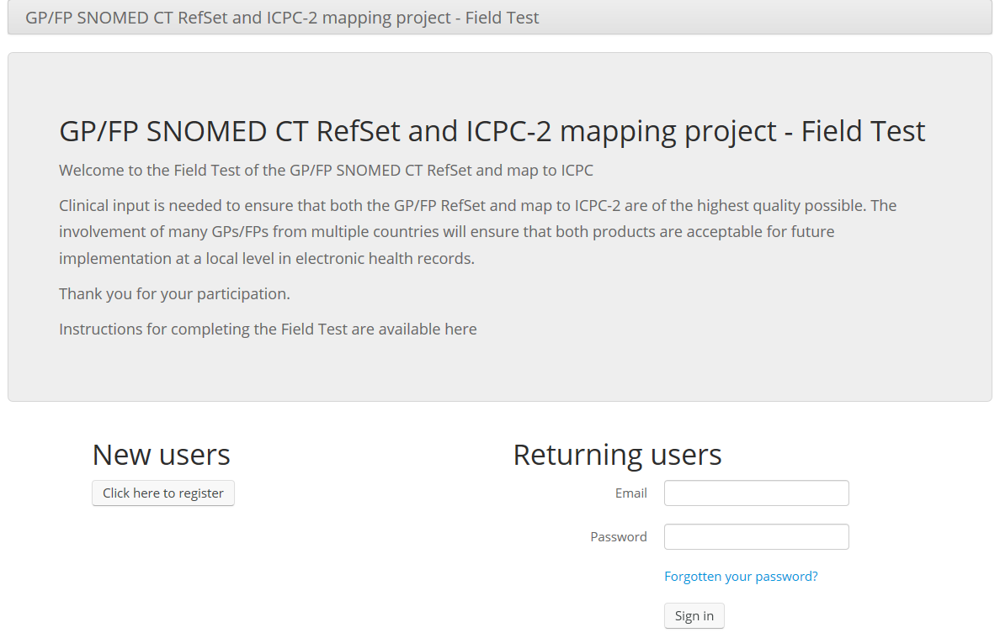 GP/FP SNOMED CT RefSet and ICPC-2 mapping project - Field Test
GP/FP SNOMED CT RefSet and ICPC-2 mapping project - Field Test
Welcome to the Field Test of the GP/FP SNOMED CT RefSet and map to ICPC
Clinical input is needed to ensure that both the GP/FP RefSet and map to ICPC-2 are of the highest quality possible. The
involvement of many GPs/FPs from multiple countries will ensure that both products are acceptable for future
implementation at a local level in electronic health records.
Thank you for your participation.
Instructions for completing the Field Test are available here
New users
Click here to register
Returning users
Email
Password
Forgotten your password?
Sign in